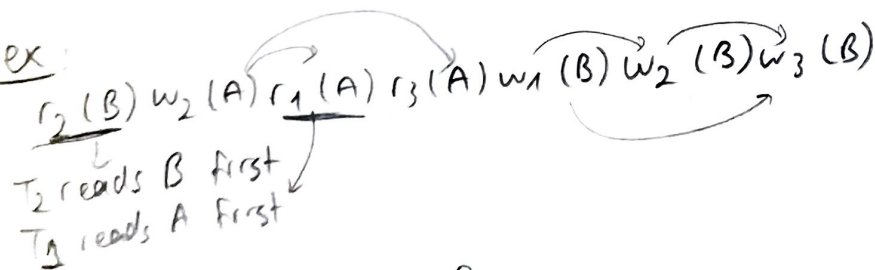 ex:
r2(B) w2(A) r1(A) r3(A) w1(B) w2(B) w3(B)
T2 reads B first
T1 reads A first